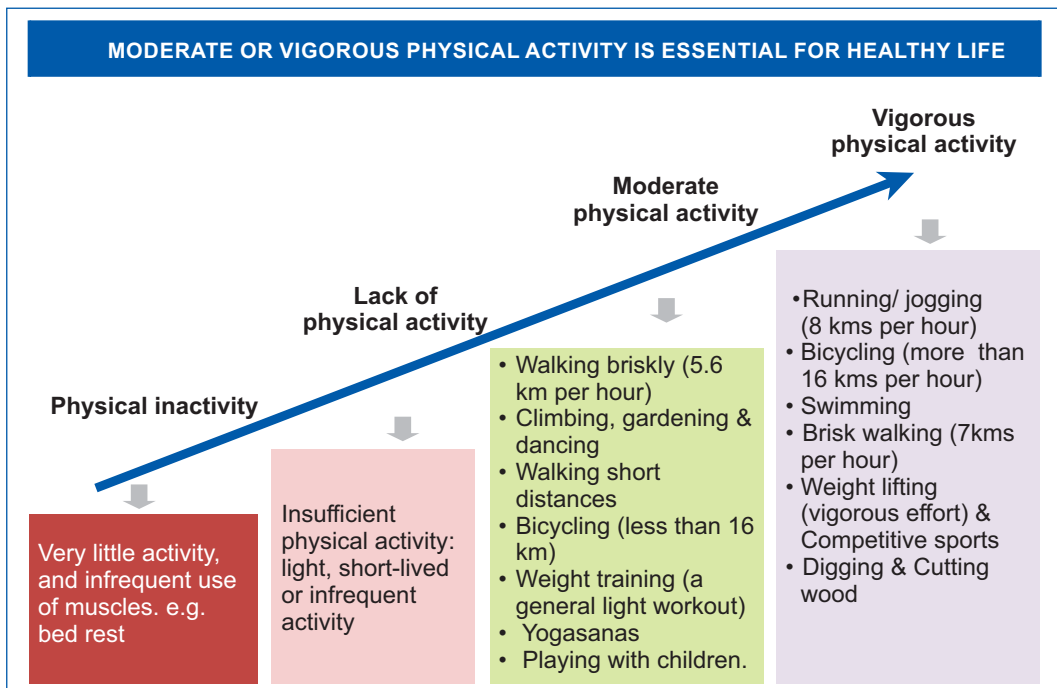 MODERATE OR VIGOROUS PHYSICAL ACTIVITY IS ESSENTIAL FOR HEALTHY LIFE
Physical inactivity
Very little activity,
and infrequent use
of muscles. e.g.
bed rest
Lack of
physical activity
Insufficient
physical activity:
light, short-lived
or infrequent
activity
Moderate
physical activity
• Walking briskly (5.6
km per hour)
• Climbing, gardening &
dancing
• Walking short
distances
• Bicycling (less than 16
km)
• Weight training (a
general light workout)
• Yogasanas
• Playing with children.
Vigorous
physical activity
•Running/ jogging
(8 kms per hour)
• Bicycling (more than
16 kms per hour)
• Swimming
• Brisk walking (7kms
per hour)
• Weight lifting
(vigorous effort) &
Competitive sports
• Digging & Cutting
wood